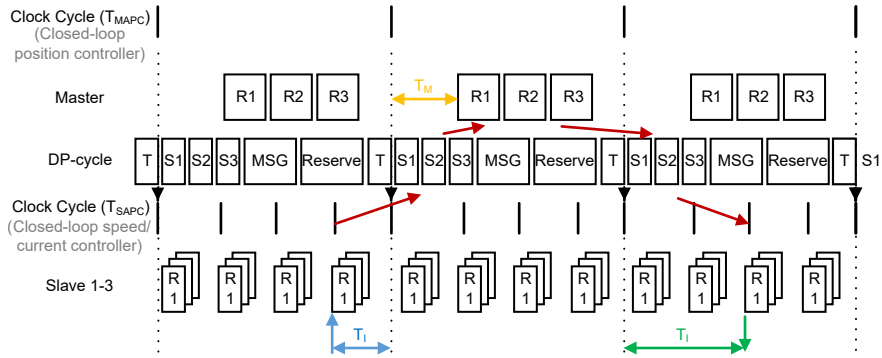 Clock Cycle (TMAPC)
(Closed-loop
position controller)
Master
R1 R2 R3
TM
R1 R2 R3
R1 R2 R3
DP-cycle
T S1 S2 S3 MSG Reserve T S1 S2 S3 MSG Reserve T S1 S2 S3 MSG Reserve T S1
Clock Cycle (TSAPC)
(Closed-loop speed/
current controller)
Slave 1-3
R R R R R R R R R R R R
1 1 1 1 1 1 1 1 1 1 1 1
TI
TI